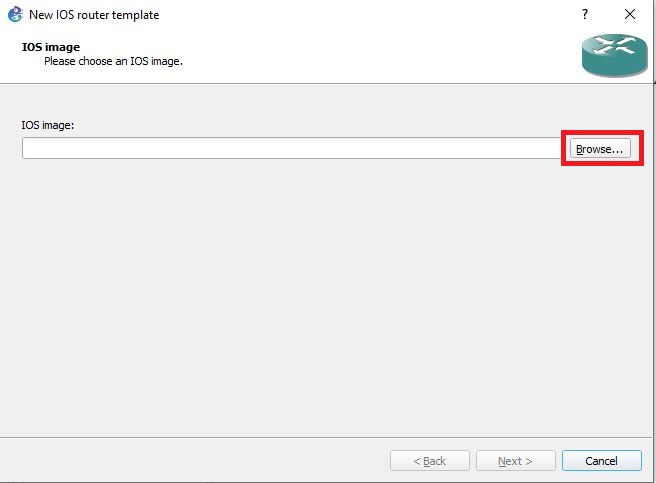 New IOS router template
IOS image
Please choose an IOS image.
IOS image:
Browse...
< Back
Next >
Cancel